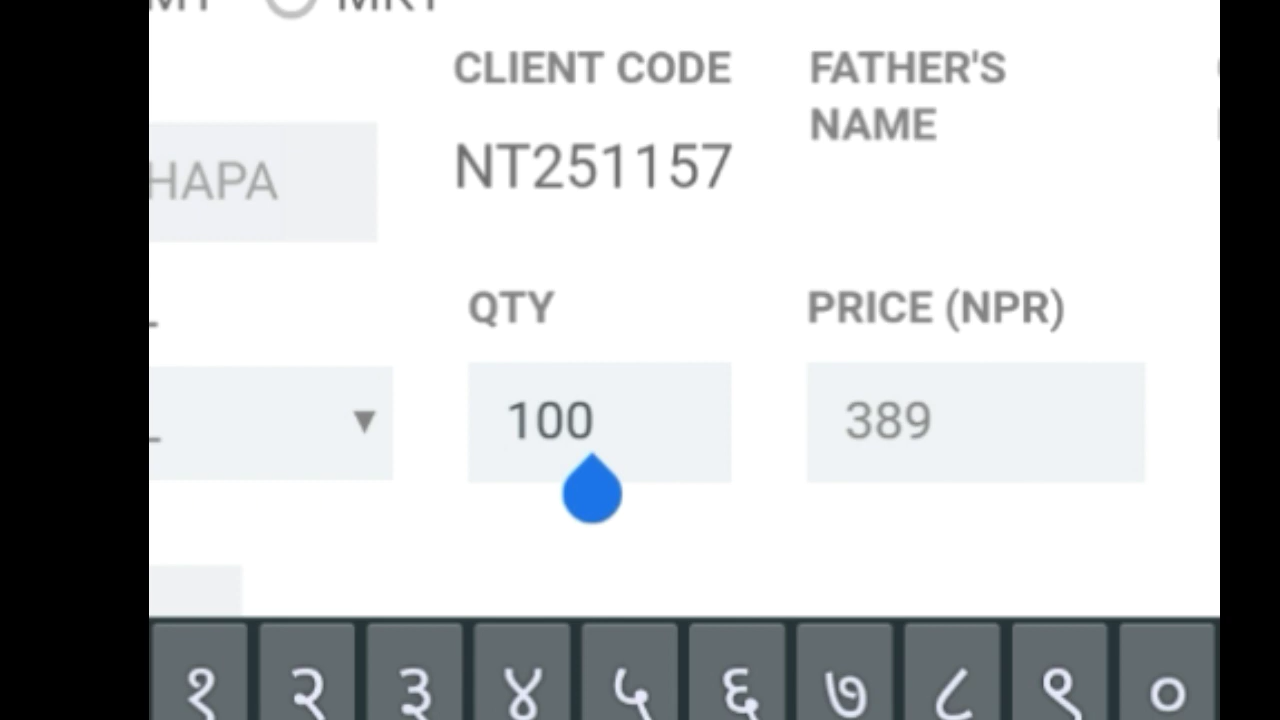 MKT
CLIENT CODE
FATHER'S
NAME
NT251157
HAPA
QTY
PRICE (NPR)
100
389
१ २ ३ ४ ५ ६ ७ ८ ९ ०